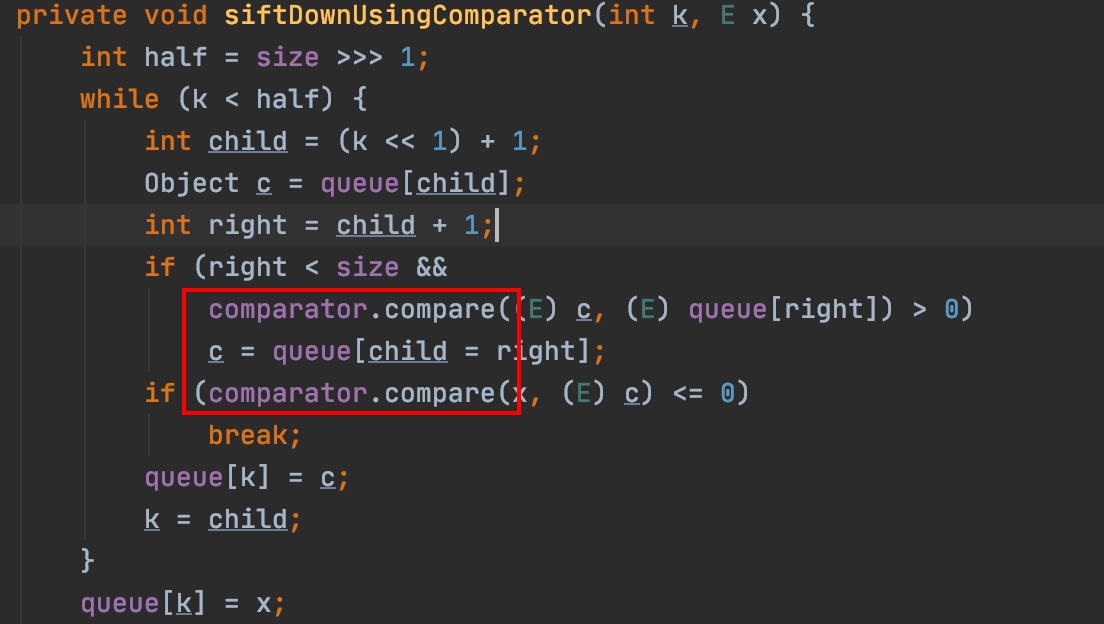 private void siftDownUsingComparator(int k, E x) {
    int half = size >>> 1;
    while (k < half) {
        int child = (k << 1) + 1;
        Object c = queue[child];
        int right = child + 1;
        if (right < size &&
            comparator.compare((E) c, (E) queue[right]) > 0)
            c = queue[child = right];
        if (comparator.compare(x, (E) c) <= 0)
            break;
        queue[k] = c;
        k = child;
    }
    queue[k] = x;